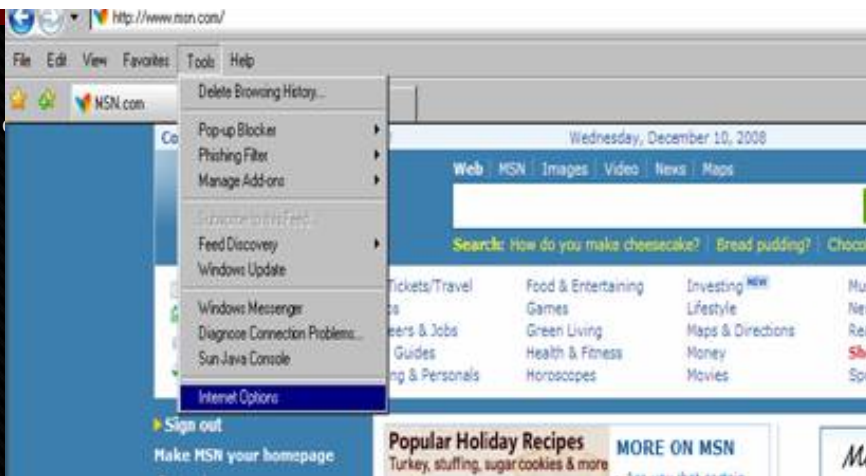 http://www.msn.com/
File Edit View Favorites Tools Help
MSN.com
Delete Browsing History...
Pop-up Blocker
Phishing Filter
Manage Add-ons
Subscribe to this Feed...
Feed Discovery
Windows Update
Windows Messenger
Diagnose Connection Problems...
Sun Java Console
Internet Options
Wednesday, December 10, 2008
Web MSN Images Video News Maps
Search: How do you make cheesecake? Bread pudding?
Tickets/Travel Food & Entertaining Investing NEW
Games Lifestyle
& Jobs Green Living Maps & Directions
Guides Health & Fitness Money
& Personals Horoscopes Movies
Sign out
Make MSN your homepage
Popular Holiday Recipes
Turkey, stuffing, sugar cookies & more
MORE ON MSN